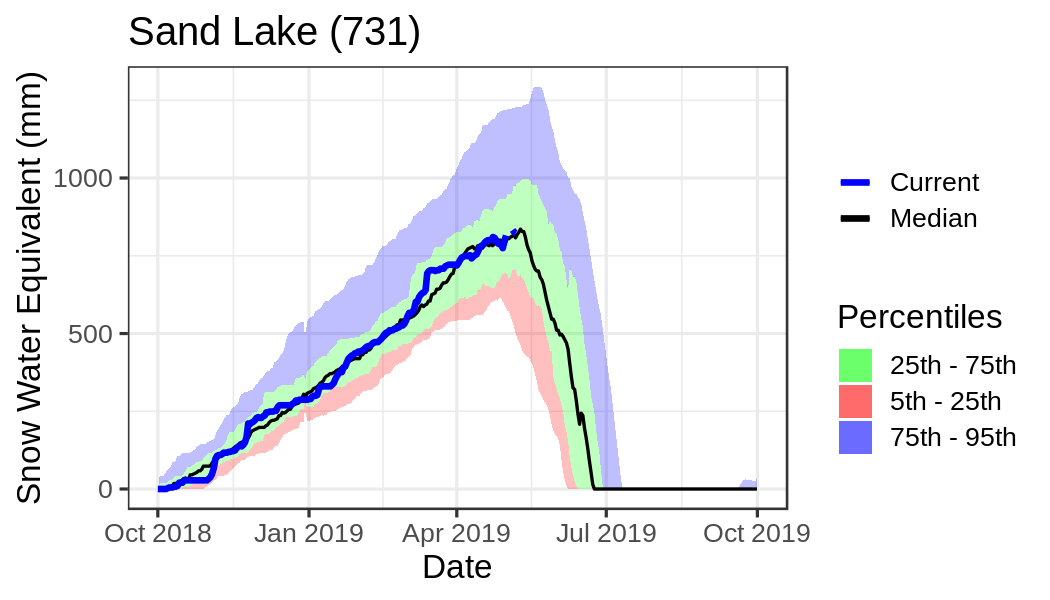 Sand Lake (731)
Snow Water Equivalent (mm)
1000
500
0
Oct 2018
Jan 2019
Apr 2019
Jul 2019
Oct 2019
Date
Current
Median
Percentiles
25th - 75th
5th - 25th
75th - 95th